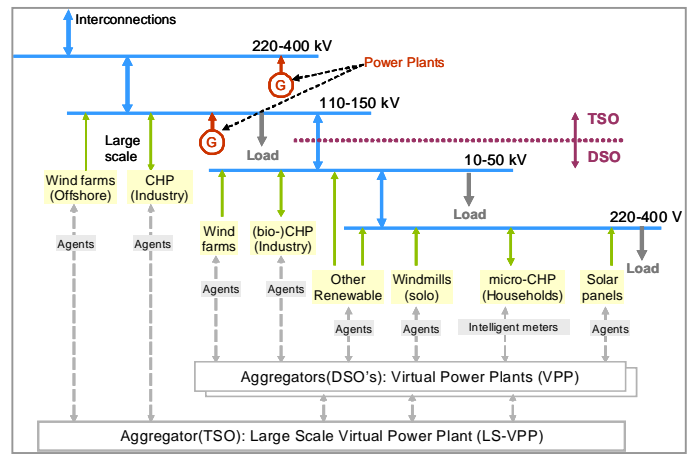 Interconnections
220-400 kV
Power Plants
G
110-150 kV
G
Large
scale
Load
TSO
DSO
10-50 kV
Wind farms
(Offshore)
CHP
(Industry)
Load
220-400 V
Wind
farms
(bio-)CHP
(Industry)
Load
Agents
Agents
Other
Renewable
Windmills
(solo)
micro-CHP
(Households)
Solar
panels
Agents
Agents
Agents
Agents
Intelligent meters
Agents
Aggregators(DSO's): Virtual Power Plants (VPP)
Aggregator(TSO): Large Scale Virtual Power Plant (LS-VPP)